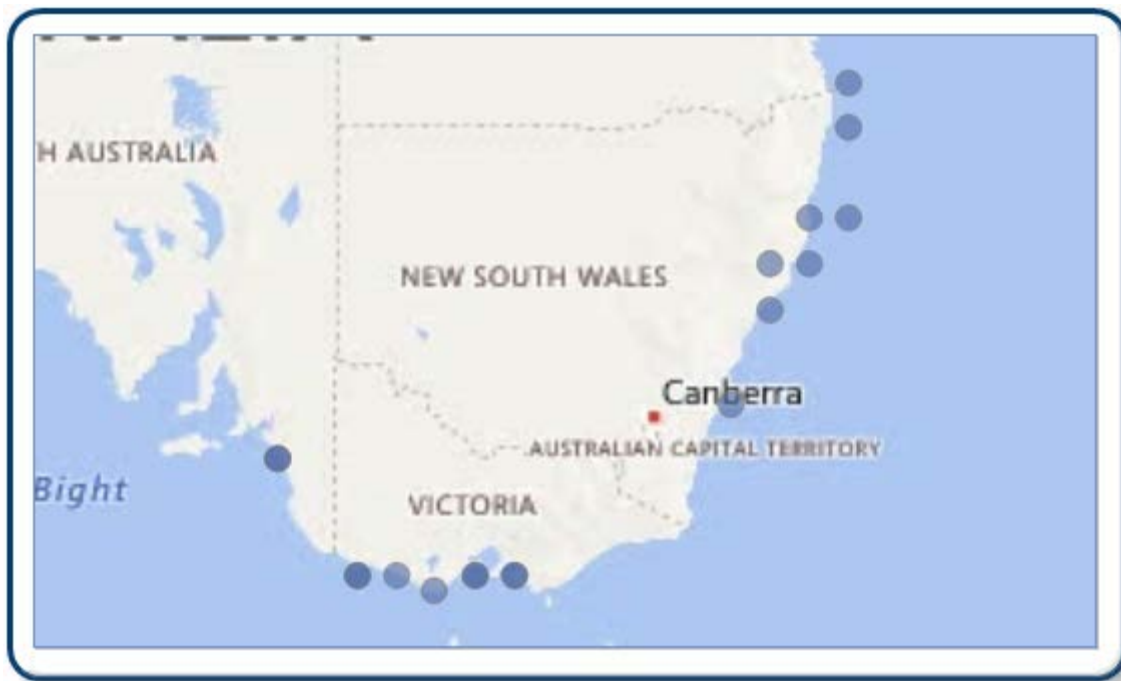 H AUSTRALIA
NEW SOUTH WALES
Canberra
AUSTRALIAN CAPITAL TERRITORY
Bight
VICTORIA